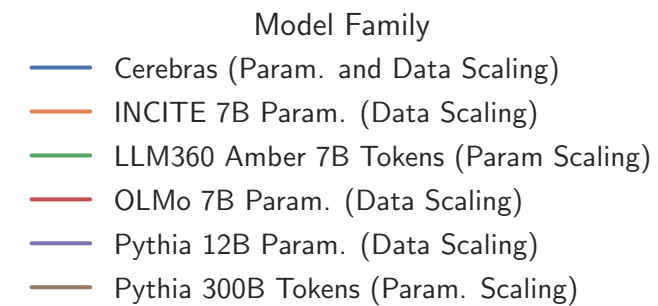 Model Family
Cerebras (Param. and Data Scaling)
INCITE 7B Param. (Data Scaling)
LLM360 Amber 7B Tokens (Param Scaling)
OLMo 7B Param. (Data Scaling)
Pythia 12B Param. (Data Scaling)
Pythia 300B Tokens (Param. Scaling)